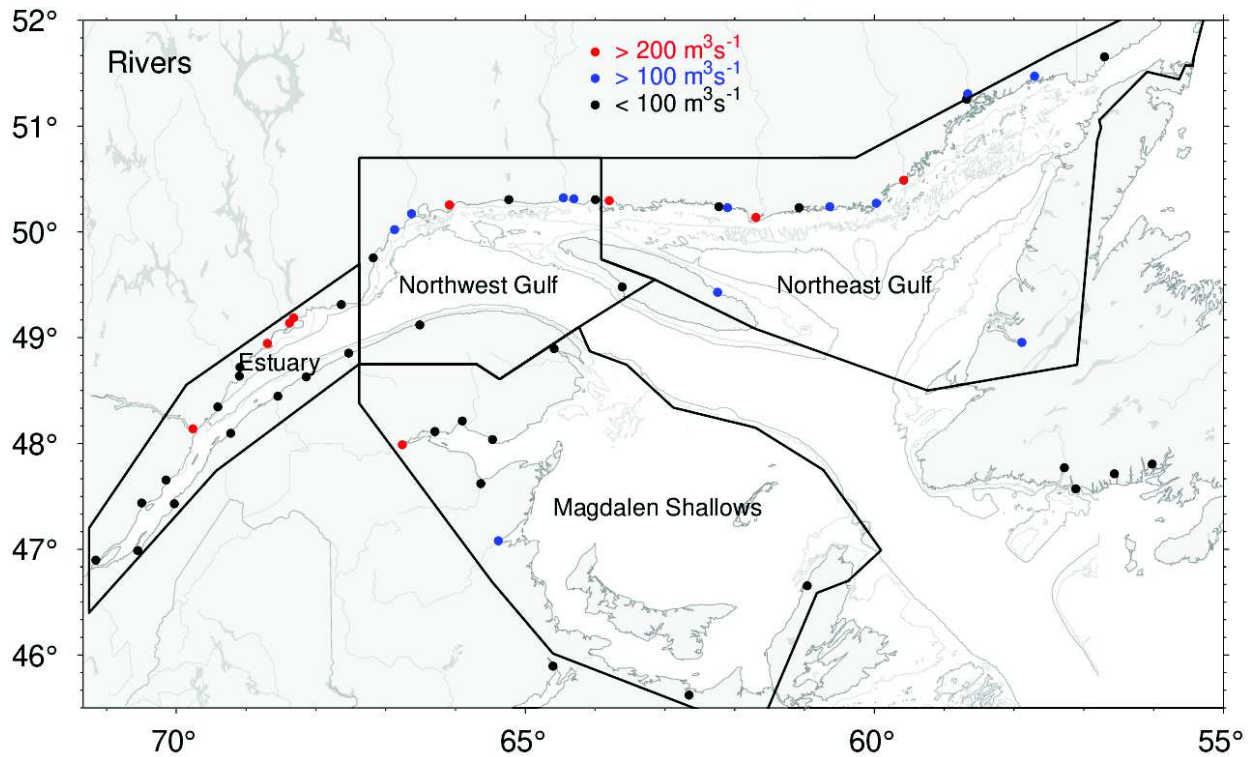 52°
Rivers
> 200 m³s⁻¹
> 100 m³s⁻¹
< 100 m³s⁻¹
51°
50°
Northwest Gulf
Northeast Gulf
49°
Estuary
48°
Magdalen Shallows
47°
46°
70°
65°
60°
55°